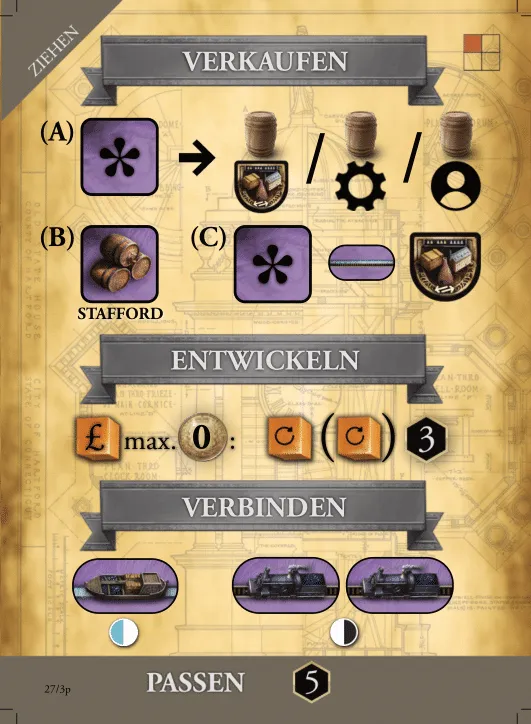 ZIEHEN
VERKAUFEN
(A) * → / /
(B) (C) *
STAFFORD
ENTWICKELN
£ max. 0 : ( ) 3
VERBINDEN
27/3p PASSEN 5